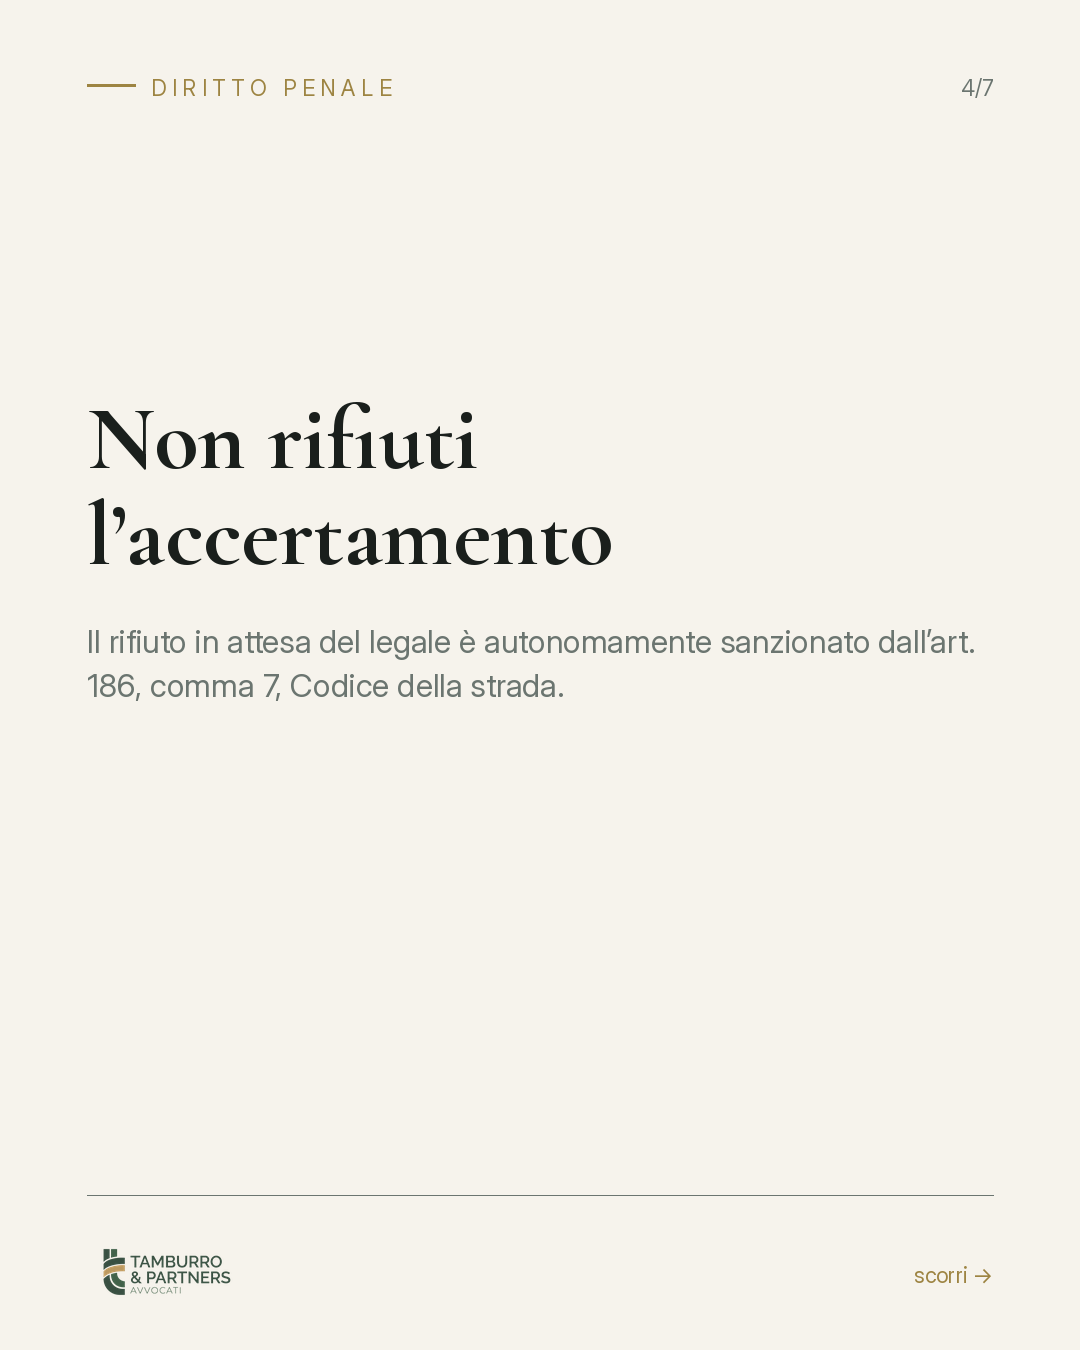 DIRITTO PENALE
4/7
Non rifiuti
l’accertamento
Il rifiuto in attesa del legale è autonomamente sanzionato dall’art.
186, comma 7, Codice della strada.
TAMBURRO
& PARTNERS
AVVOCATI
scorri →